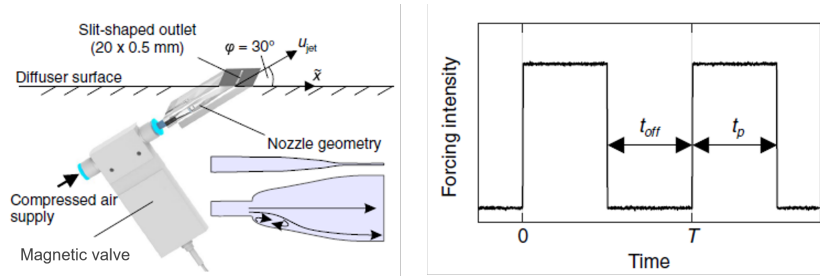 Slit-shaped outlet
(20 x 0.5 mm)
φ = 30°
u_jet
Diffuser surface
x̃
Nozzle geometry
Compressed air
supply
Magnetic valve
Forcing intensity
t_off
t_p
0
T
Time